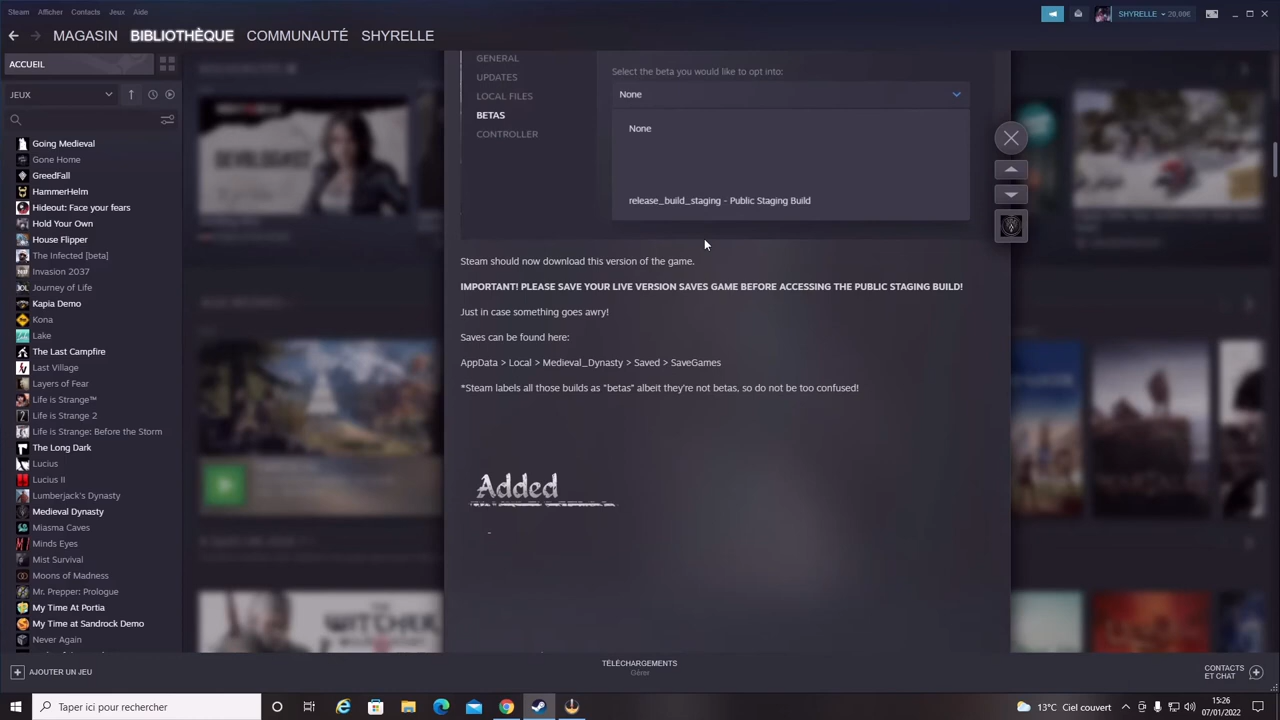 Steam Afficher Contacts Jeux Aide
SHYRELLE 20,09€
MAGASIN BIBLIOTHÈQUE COMMUNAUTÉ SHYRELLE
ACCUEIL
JEUX
Going Medieval
Gone Home
GreedFall
HammerHelm
Hideout: Face your fears
Hold Your Own
House Flipper
The Infected [beta]
Invasion 2037
Journey of Life
Kapia Demo
Kona
Lake
The Last Campfire
Last Village
Layers of Fear
Life is Strange™
Life is Strange 2
Life is Strange: Before the Storm
The Long Dark
Lucius
Lucius II
Lumberjack's Dynasty
Medieval Dynasty
Miasma Caves
Minds Eyes
Mist Survival
Moons of Madness
Mr. Prepper: Prologue
My Time At Portia
My Time at Sandrock Demo
Never Again
GENERAL
UPDATES
LOCAL FILES
BETAS
CONTROLLER
Select the beta you would like to opt into:
None
None
release_build_staging - Public Staging Build
Steam should now download this version of the game.
IMPORTANT! PLEASE SAVE YOUR LIVE VERSION SAVES GAME BEFORE ACCESSING THE PUBLIC STAGING BUILD!
Just in case something goes awry!
Saves can be found here:
AppData > Local > Medieval_Dynasty > Saved > SaveGames
*Steam labels all those builds as "betas" albeit they're not betas, so do not be too confused!
Added
-
THE WITCHER
AJOUTER UN JEU
TÉLÉCHARGEMENTS
Gérer
CONTACTS
ET CHAT
Taper ici pour rechercher
13°C Ciel couvert
15:26
07/01/2022